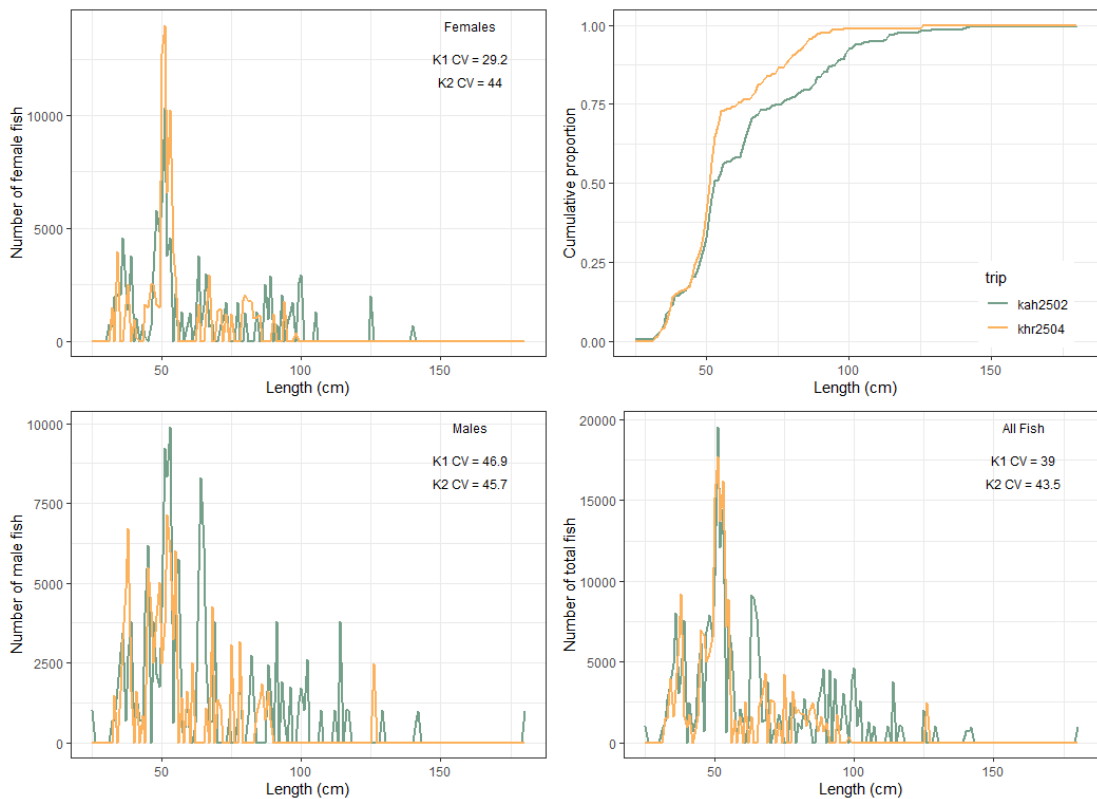 Females
K1 CV = 29.2
K2 CV = 44
10000
5000
0
Number of female fish
50
100
150
Length (cm)
1.00
0.75
0.50
0.25
0.00
Cumulative proportion
trip
kah2502
khr2504
50
100
150
Length (cm)
Males
K1 CV = 46.9
K2 CV = 45.7
10000
7500
5000
2500
0
Number of male fish
50
100
150
Length (cm)
All Fish
K1 CV = 39
K2 CV = 43.5
20000
15000
10000
5000
0
Number of total fish
50
100
150
Length (cm)